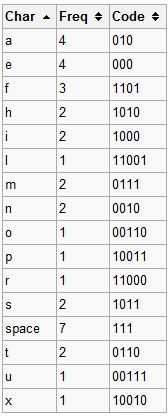 Char Freq Code
a 4 010
e 4 000
f 3 1101
h 2 1010
i 2 1000
l 1 11001
m 2 0111
n 2 0010
o 1 00110
p 1 10011
r 1 11000
s 2 1011
space 7 111
t 2 0110
u 1 00111
x 1 10010